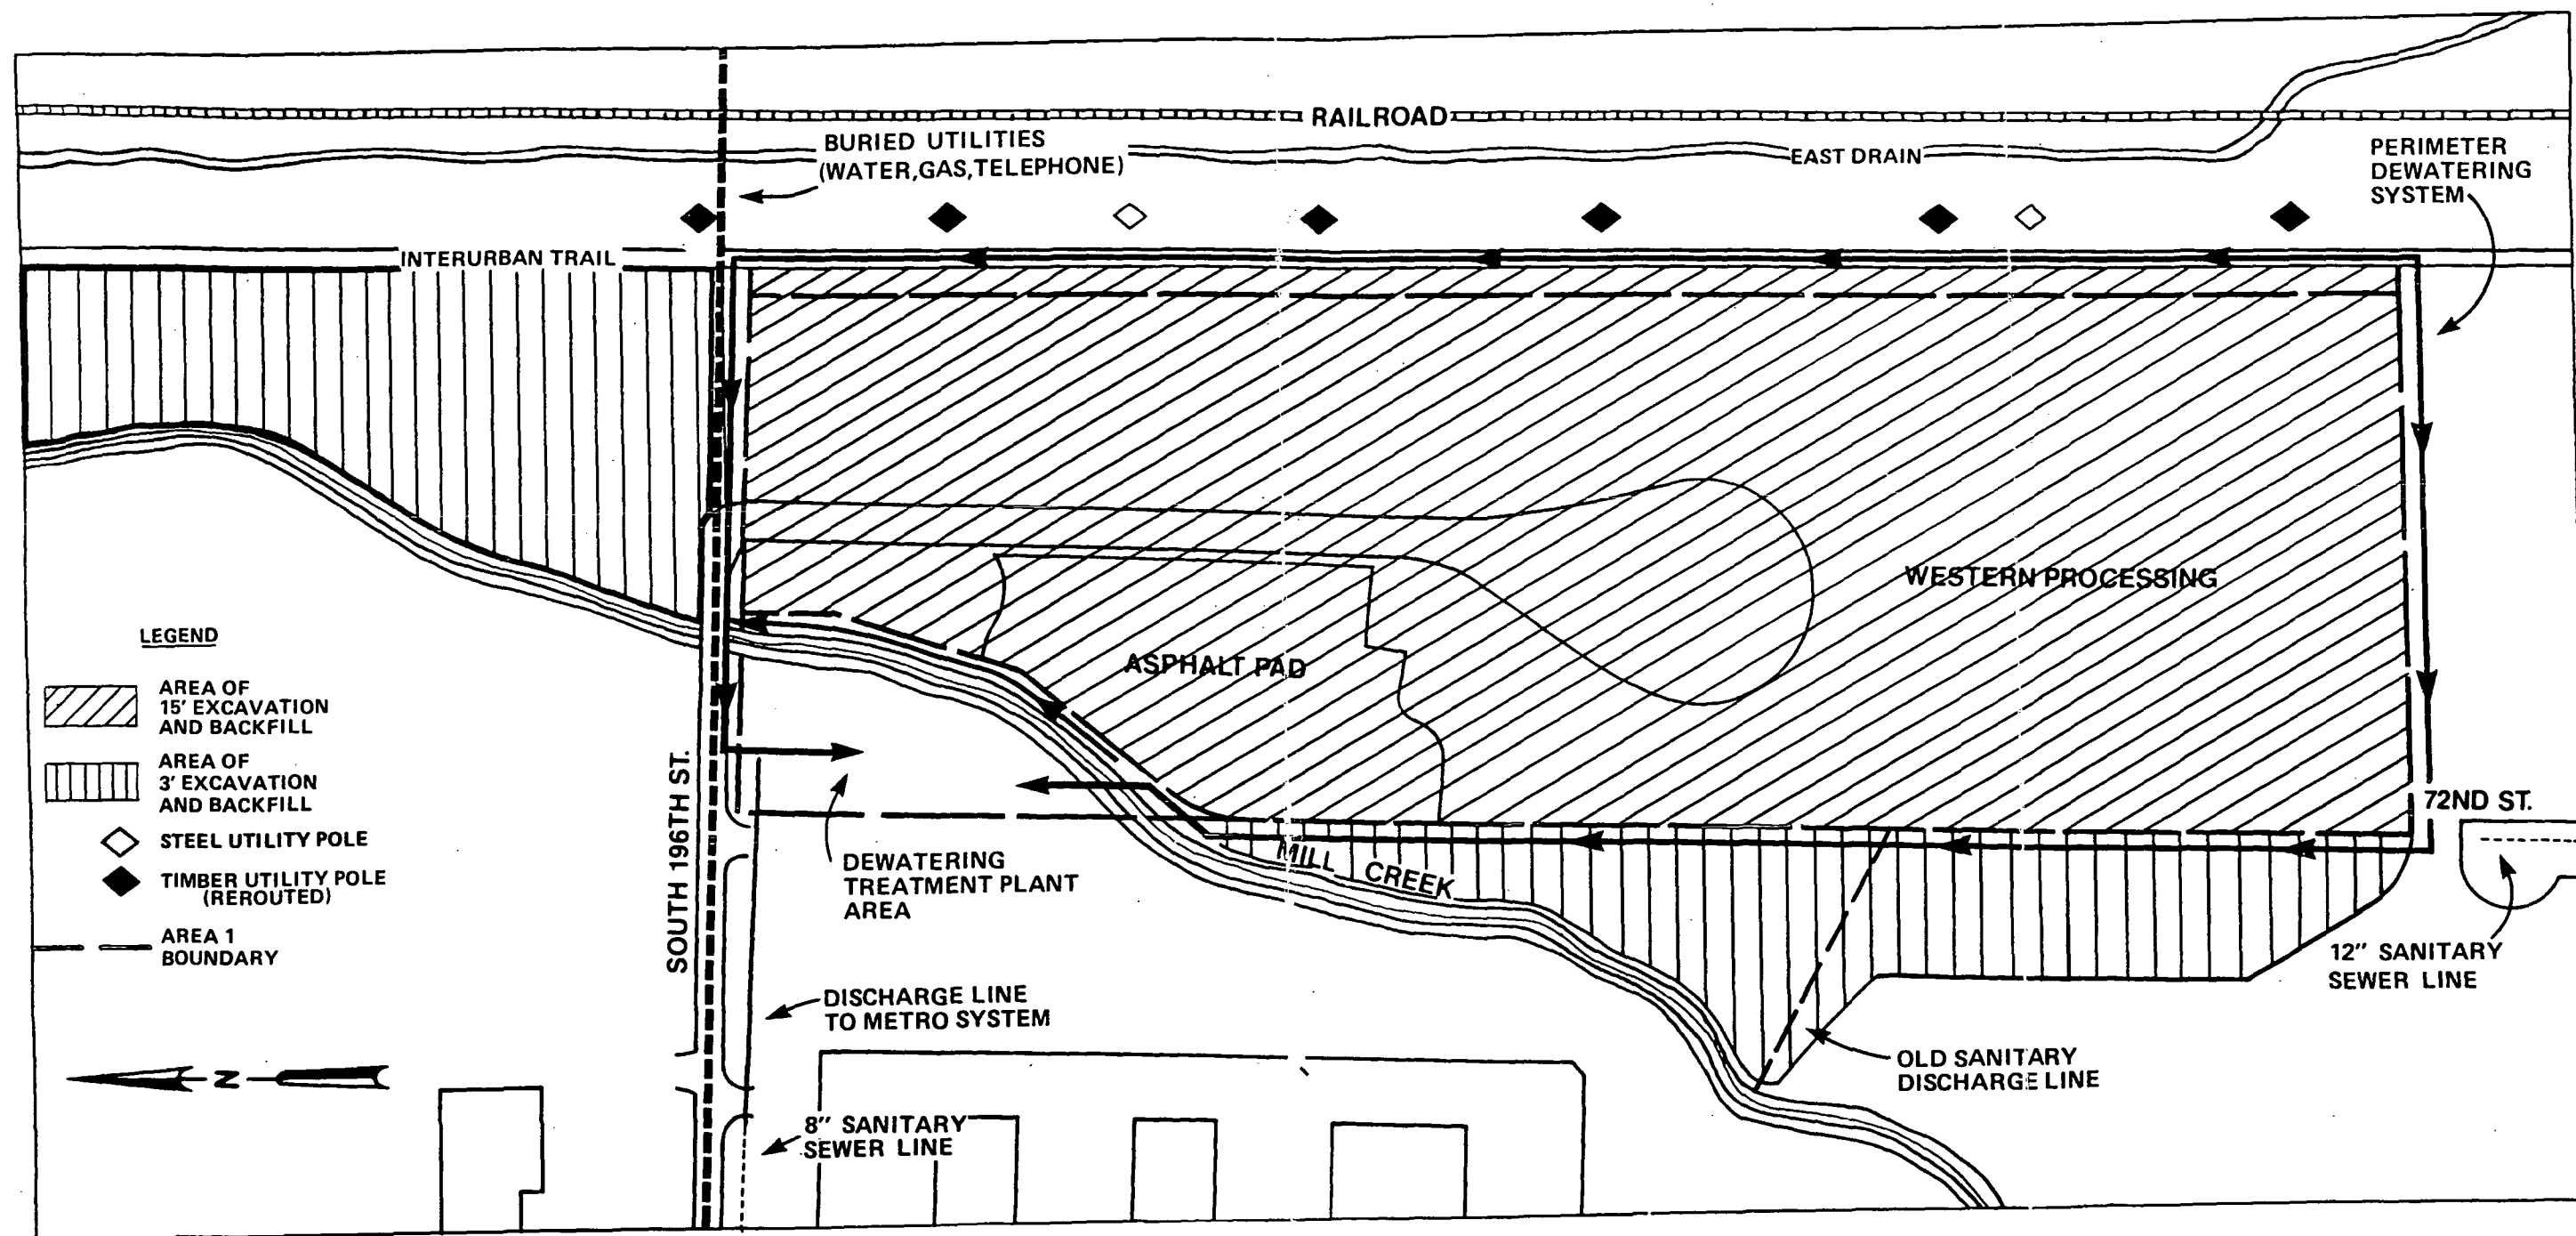 RAILROAD
BURIED UTILITIES
(WATER,GAS,TELEPHONE)
EAST DRAIN
PERIMETER
DEWATERING
SYSTEM
INTERURBAN TRAIL
WESTERN PROCESSING
ASPHALT PAD
LEGEND
AREA OF
15' EXCAVATION
AND BACKFILL
AREA OF
3' EXCAVATION
AND BACKFILL
STEEL UTILITY POLE
TIMBER UTILITY POLE
(REROUTED)
AREA 1
BOUNDARY
SOUTH 196TH ST.
72ND ST.
MILL CREEK
DEWATERING
TREATMENT PLANT
AREA
12" SANITARY
SEWER LINE
DISCHARGE LINE
TO METRO SYSTEM
OLD SANITARY
DISCHARGE LINE
N
8" SANITARY
SEWER LINE